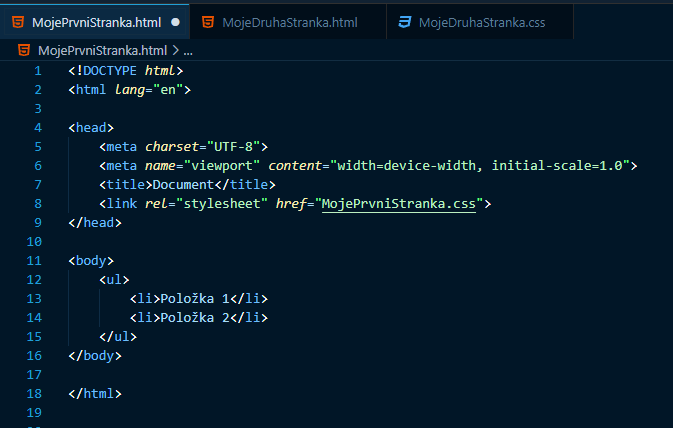 MojePrvniStranka.html MojeDruhaStranka.html MojeDruhaStranka.css
MojePrvniStranka.html > ...
1 <!DOCTYPE html>
2 <html lang="en">
3
4 <head>
5 <meta charset="UTF-8">
6 <meta name="viewport" content="width=device-width, initial-scale=1.0">
7 <title>Document</title>
8 <link rel="stylesheet" href="MojePrvniStranka.css">
9 </head>
10
11 <body>
12 <ul>
13 <li>Položka 1</li>
14 <li>Položka 2</li>
15 </ul>
16 </body>
17
18 </html>
19